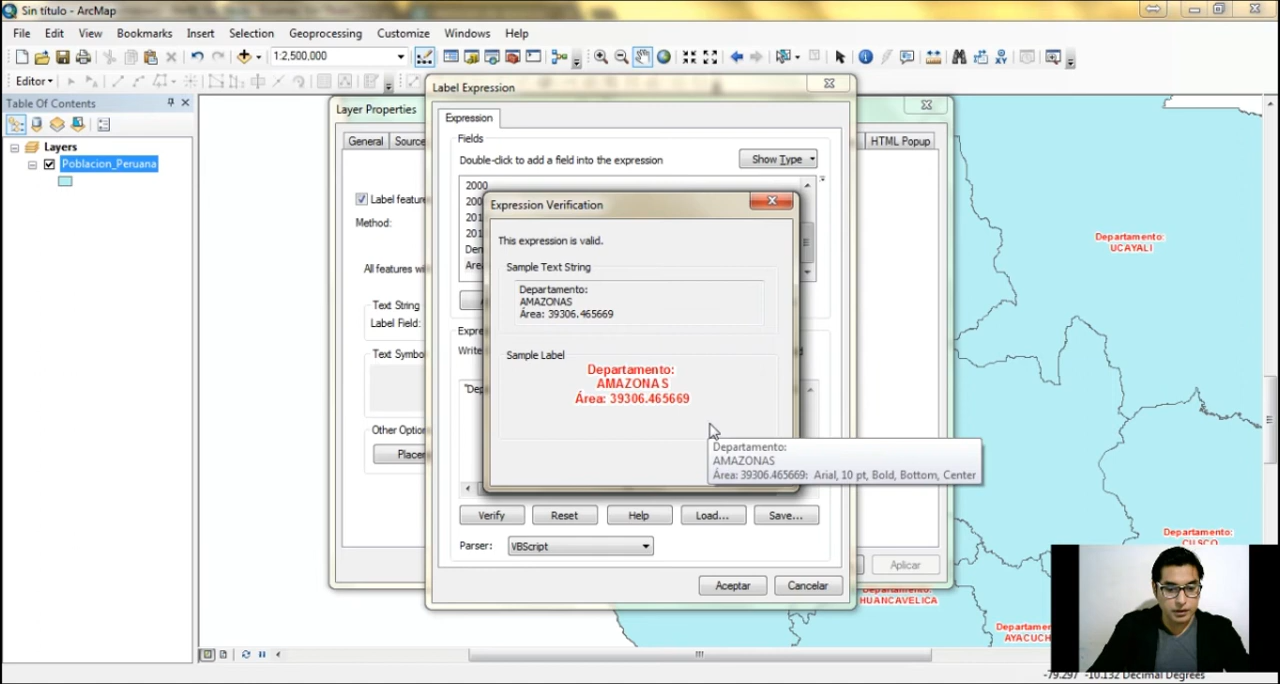 Sin título - ArcMap
File Edit View Bookmarks Insert Selection Geoprocessing Customize Windows Help
1:2,500,000
Editor
Table Of Contents
Layers
Poblacion_Peruana
Layer Properties
General Source
HTML Popup
Label featur
Method:
All features wi
Text String
Label Field:
Text Symbo
Other Option
Placem
Aplicar
Label Expression
Expression
Fields
Double-click to add a field into the expression
Show Type
2000
200
201
201
Den
Area
Expre
Write
"Dep
Verify Reset Help Load... Save...
Parser: VBScript
Aceptar Cancelar
Expression Verification
This expression is valid.
Sample Text String
Departamento:
AMAZONAS
Área: 39306.465669
Sample Label
Departamento:
AMAZONAS
Área: 39306.465669
Departamento:
AMAZONAS
Área: 39306.465669: Arial, 10 pt, Bold, Bottom, Center
Departamento:
UCAYALI
Departamento:
CUSCO
Departamento:
HUANCAVELICA
Departament
AYACUCH
-79.297 -10.132 Decimal Degrees